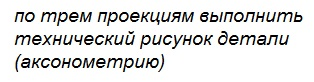 по трем проекциям выполнить
технический рисунок детали
(аксонометрию)